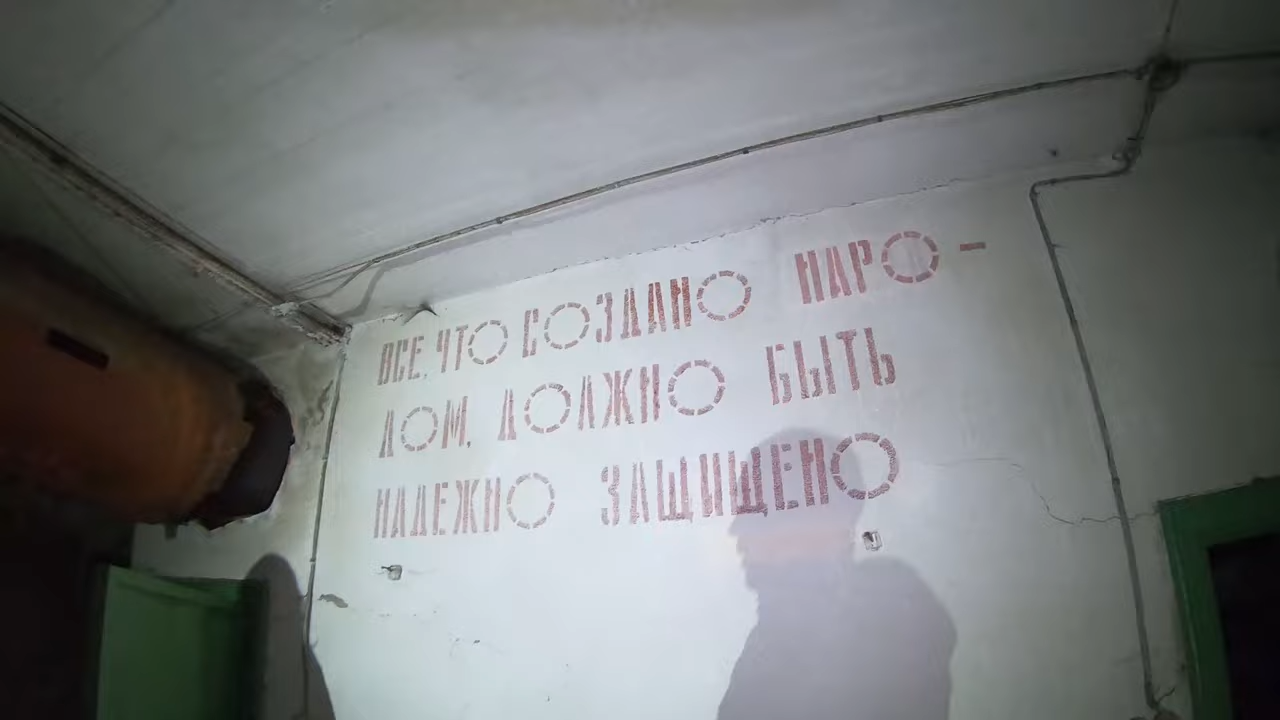 ВСЕ, ЧТО СОЗДАНО НАРО-
ДОМ, ДОЛЖНО БЫТЬ
НАДЕЖНО ЗАЩИЩЕНО